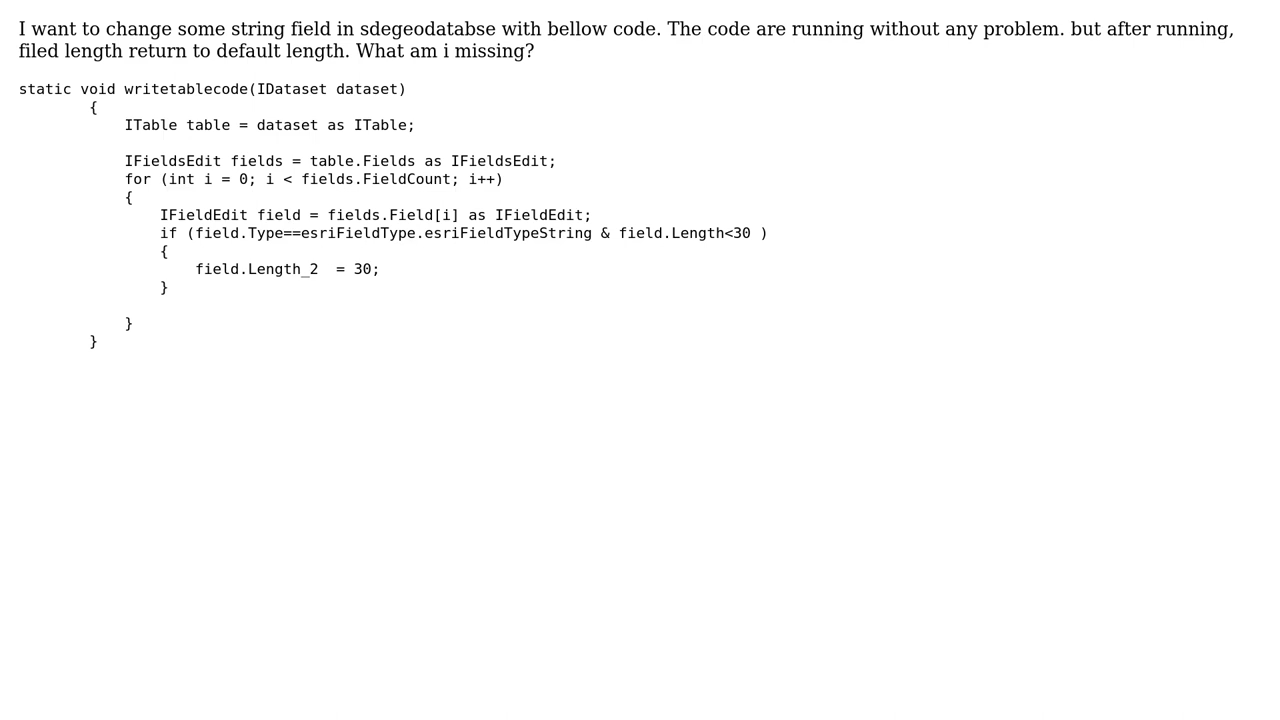 I want to change some string field in sdegeodatabse with bellow code. The code are running without any problem. but after running,
filed length return to default length. What am i missing?
static void writetablecode(IDataset dataset)
{
ITable table = dataset as ITable;
IFieldsEdit fields = table.Fields as IFieldsEdit;
for (int i = 0; i < fields.FieldCount; i++)
{
IFieldEdit field = fields.Field[i] as IFieldEdit;
if (field.Type==esriFieldType.esriFieldTypeString & field.Length<30 )
{
field.Length_2  = 30;
}
}
}